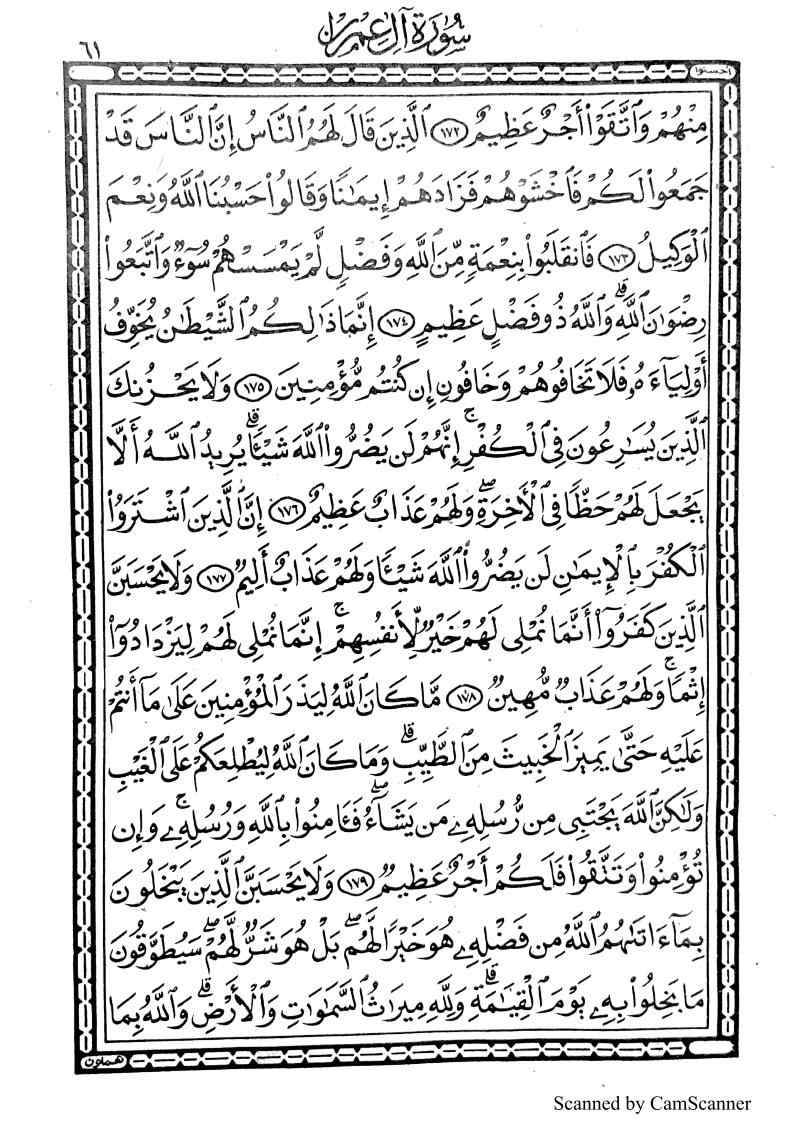 سُورَةُ آلِ عِمۡرَٰنَ
٦١
أحسنوا
مِنۡهُمۡ وَٱتَّقَوۡاْ أَجۡرٌ عَظِيمٌ ١٧٢ ٱلَّذِينَ قَالَ لَهُمُ ٱلنَّاسُ إِنَّ ٱلنَّاسَ قَدۡ
جَمَعُواْ لَكُمۡ فَٱخۡشَوۡهُمۡ فَزَادَهُمۡ إِيمَٰنٗا وَقَالُواْ حَسۡبُنَا ٱللَّهُ وَنِعۡمَ
ٱلۡوَكِيلُ ١٧٣ فَٱنقَلَبُواْ بِنِعۡمَةٖ مِّنَ ٱللَّهِ وَفَضۡلٖ لَّمۡ يَمۡسَسۡهُمۡ سُوٓءٞ وَٱتَّبَعُواْ
رِضۡوَٰنَ ٱللَّهِۗ وَٱللَّهُ ذُو فَضۡلٍ عَظِيمٍ ١٧٤ إِنَّمَا ذَٰلِكُمُ ٱلشَّيۡطَٰنُ يُخَوِّفُ
أَوۡلِيَآءَهُۥ فَلَا تَخَافُوهُمۡ وَخَافُونِ إِن كُنتُم مُّؤۡمِنِينَ ١٧٥ وَلَا يَحۡزُنكَ
ٱلَّذِينَ يُسَٰرِعُونَ فِي ٱلۡكُفۡرِۚ إِنَّهُمۡ لَن يَضُرُّواْ ٱللَّهَ شَيۡـٔٗاۗ يُرِيدُ ٱللَّهُ أَلَّا
يَجۡعَلَ لَهُمۡ حَظّٗا فِي ٱلۡأٓخِرَةِۖ وَلَهُمۡ عَذَابٌ عَظِيمٌ ١٧٦ إِنَّ ٱلَّذِينَ ٱشۡتَرَوُاْ
ٱلۡكُفۡرَ بِٱلۡإِيمَٰنِ لَن يَضُرُّواْ ٱللَّهَ شَيۡـٔٗا وَلَهُمۡ عَذَابٌ أَلِيمٞ ١٧٧ وَلَا يَحۡسَبَنَّ
ٱلَّذِينَ كَفَرُوٓاْ أَنَّمَا نُمۡلِي لَهُمۡ خَيۡرٞ لِّأَنفُسِهِمۡۚ إِنَّمَا نُمۡلِي لَهُمۡ لِيَزۡدَادُوٓاْ
إِثۡمٗاۚ وَلَهُمۡ عَذَابٞ مُّهِينٞ ١٧٨ مَّا كَانَ ٱللَّهُ لِيَذَرَ ٱلۡمُؤۡمِنِينَ عَلَىٰ مَآ أَنتُمۡ
عَلَيۡهِ حَتَّىٰ يَمِيزَ ٱلۡخَبِيثَ مِنَ ٱلطَّيِّبِۗ وَمَا كَانَ ٱللَّهُ لِيُطۡلِعَكُمۡ عَلَى ٱلۡغَيۡبِ
وَلَٰكِنَّ ٱللَّهَ يَجۡتَبِي مِن رُّسُلِهِۦ مَن يَشَآءُۖ فَـَٔامِنُواْ بِٱللَّهِ وَرُسُلِهِۦۚ وَإِن
تُؤۡمِنُواْ وَتَتَّقُواْ فَلَكُمۡ أَجۡرٌ عَظِيمٞ ١٧٩ وَلَا يَحۡسَبَنَّ ٱلَّذِينَ يَبۡخَلُونَ
بِمَآ ءَاتَىٰهُمُ ٱللَّهُ مِن فَضۡلِهِۦ هُوَ خَيۡرٗا لَّهُمۖ بَلۡ هُوَ شَرّٞ لَّهُمۡۖ سَيُطَوَّقُونَ
مَا بَخِلُواْ بِهِۦ يَوۡمَ ٱلۡقِيَٰمَةِۗ وَلِلَّهِ مِيرَٰثُ ٱلسَّمَٰوَٰتِ وَٱلۡأَرۡضِۗ وَٱللَّهُ بِمَا
Scanned by CamScanner